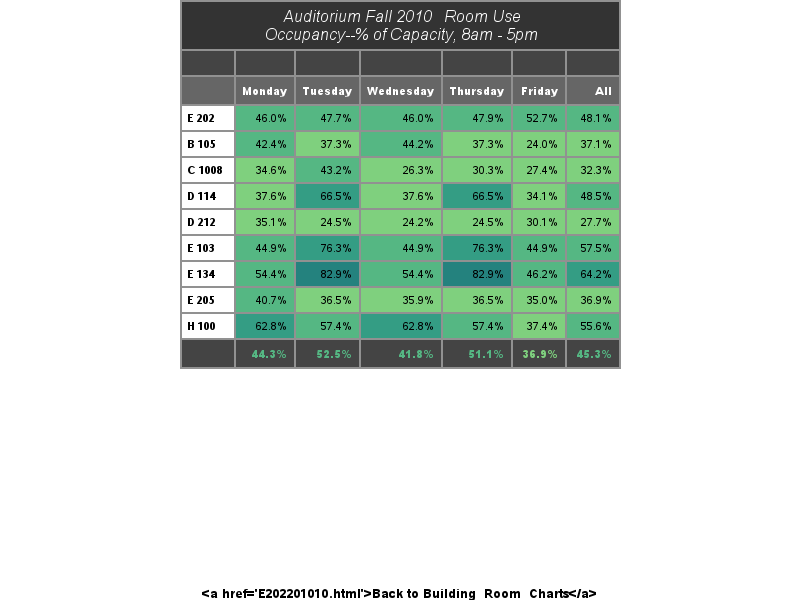 Auditorium Fall 2010 Room Use
Occupancy--% of Capacity, 8am - 5pm
Monday Tuesday Wednesday Thursday Friday All
E 202 46.0% 47.7% 46.0% 47.9% 52.7% 48.1%
B 105 42.4% 37.3% 44.2% 37.3% 24.0% 37.1%
C 1008 34.6% 43.2% 26.3% 30.3% 27.4% 32.3%
D 114 37.6% 66.5% 37.6% 66.5% 34.1% 48.5%
D 212 35.1% 24.5% 24.2% 24.5% 30.1% 27.7%
E 103 44.9% 76.3% 44.9% 76.3% 44.9% 57.5%
E 134 54.4% 82.9% 54.4% 82.9% 46.2% 64.2%
E 205 40.7% 36.5% 35.9% 36.5% 35.0% 36.9%
H 100 62.8% 57.4% 62.8% 57.4% 37.4% 55.6%
44.3% 52.5% 41.8% 51.1% 36.9% 45.3%
<a href='E202201010.html'>Back to Building Room Charts</a>